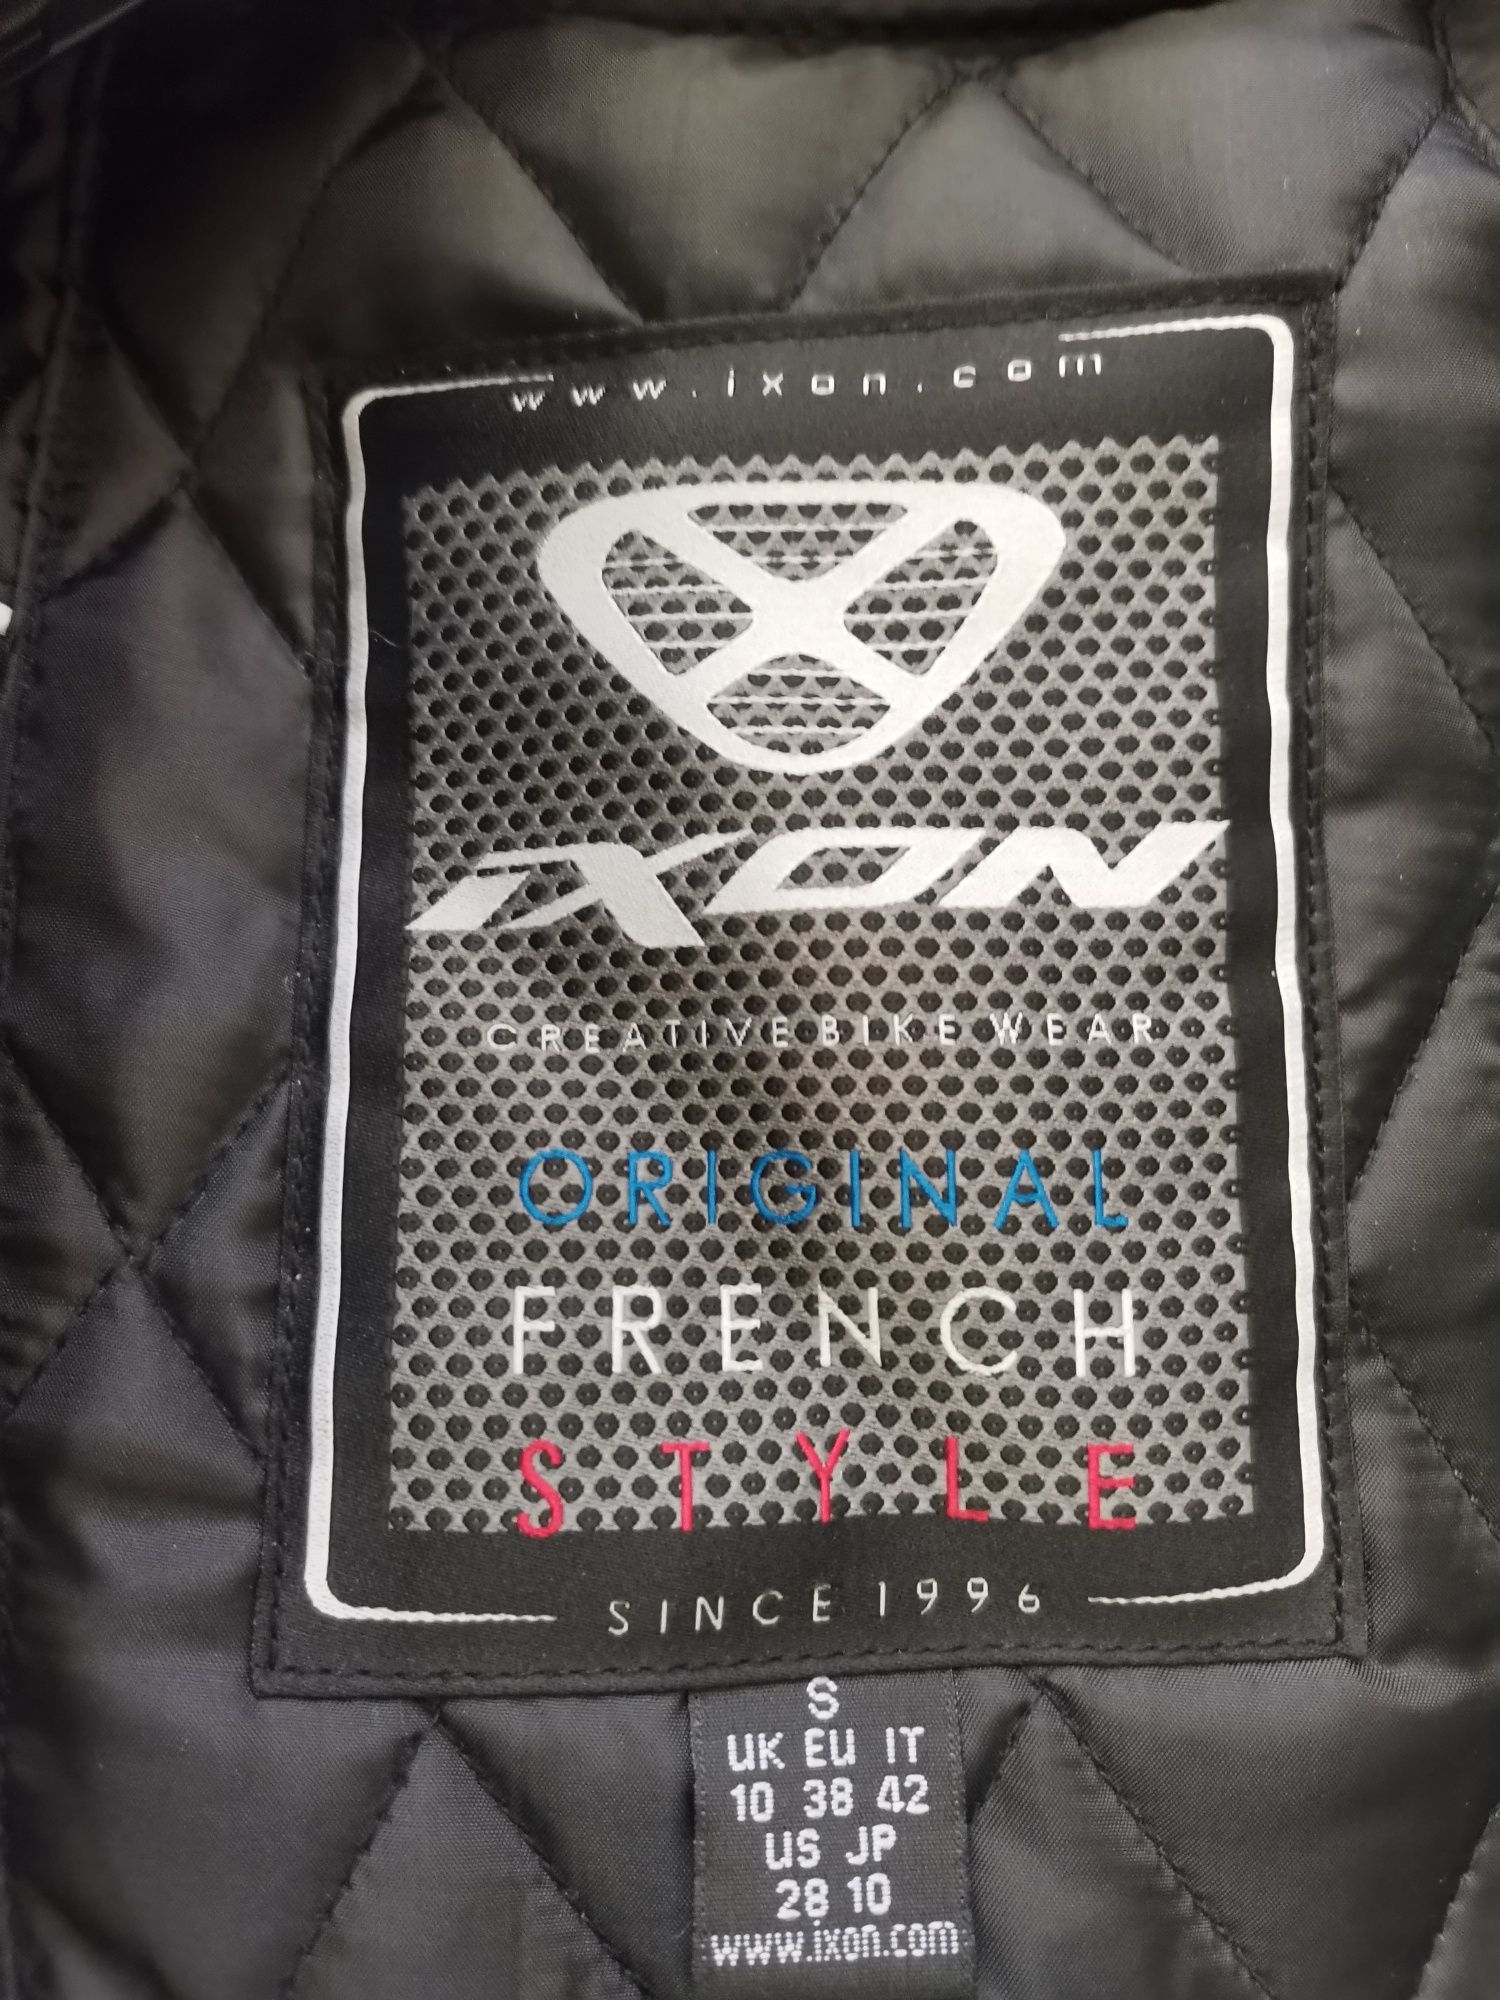 www.ixon.com
iXON
CREATIVE BIKE WEAR
ORIGINAL
FRENCH
STYLE
SINCE 1996
S
UK EU IT
10 38 42
US JP
28 10
www.ixon.com